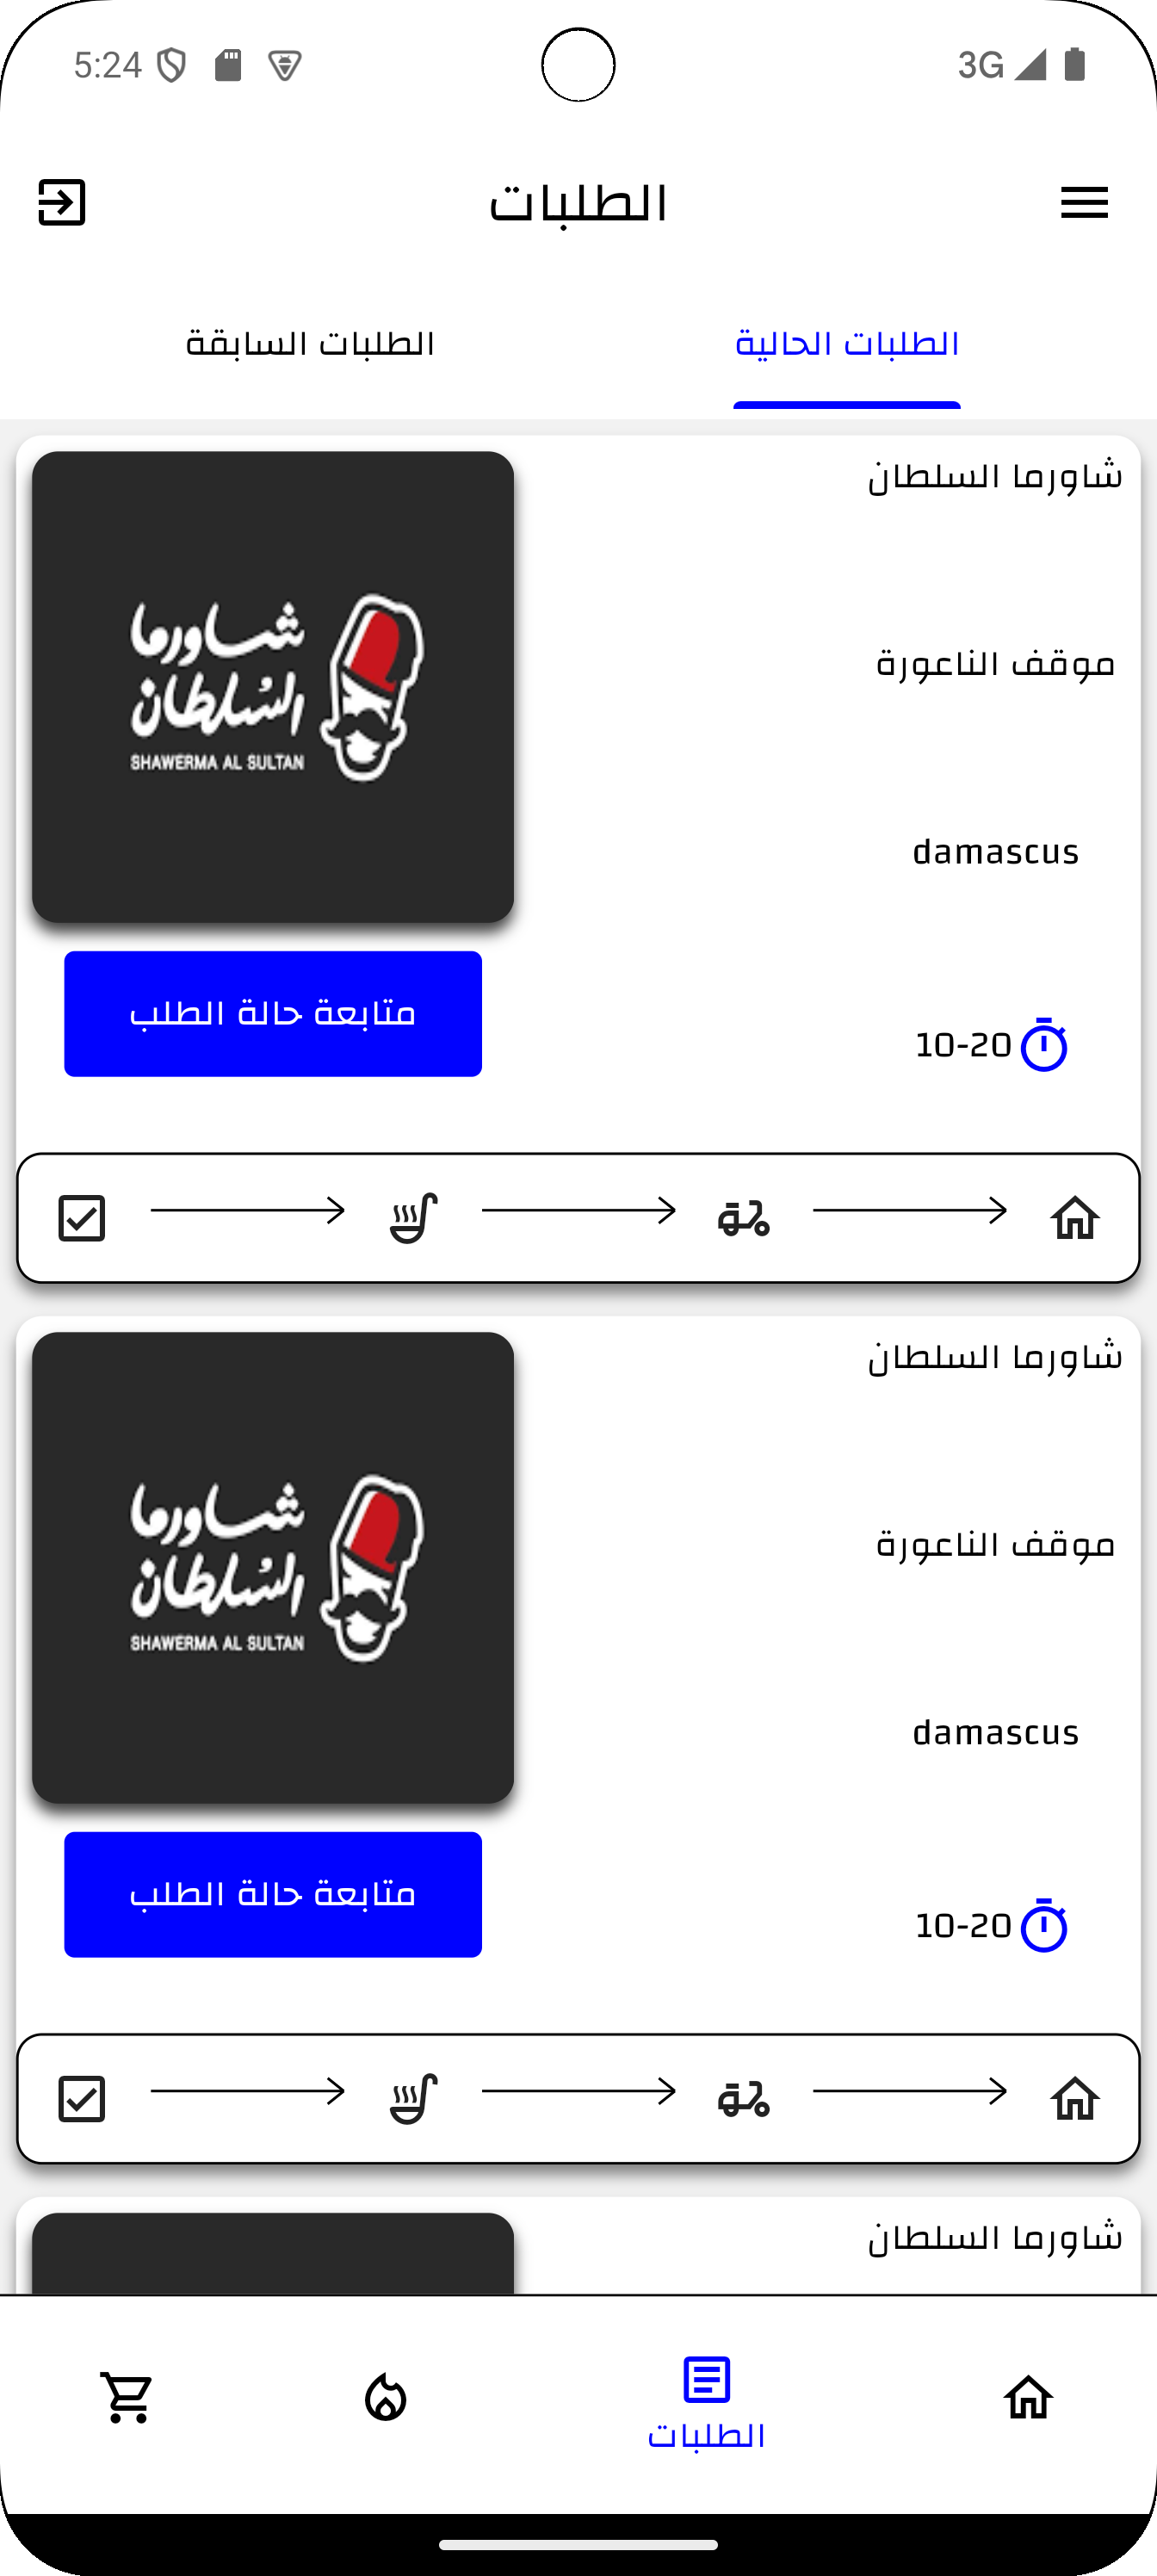 5:24
3G
الطلبات
الطلبات الحالية
الطلبات السابقة
شاورما السلطان
شاورما
السلطان
SHAWERMA AL SULTAN
موقف الناعورة
damascus
متابعة حالة الطلب
10-20
شاورما السلطان
شاورما
السلطان
SHAWERMA AL SULTAN
موقف الناعورة
damascus
متابعة حالة الطلب
10-20
شاورما السلطان
الطلبات